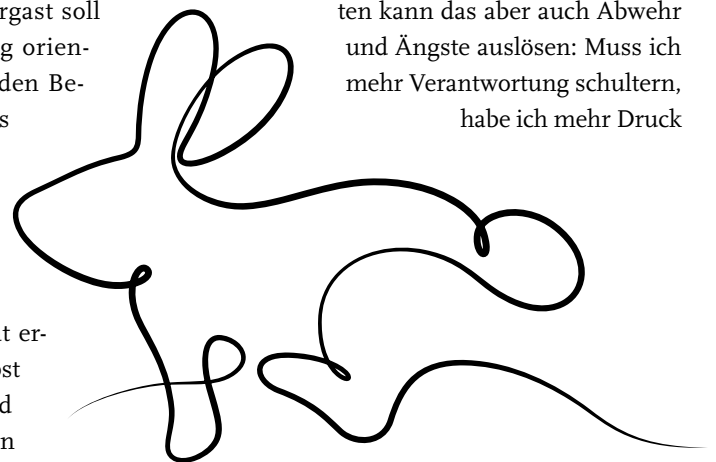 rgast soll
g orien-
den Be-
s
t er-
ost
d
n
ten kann das aber auch Abwehr
und Ängste auslösen: Muss ich
mehr Verantwortung schultern,
habe ich mehr Druck